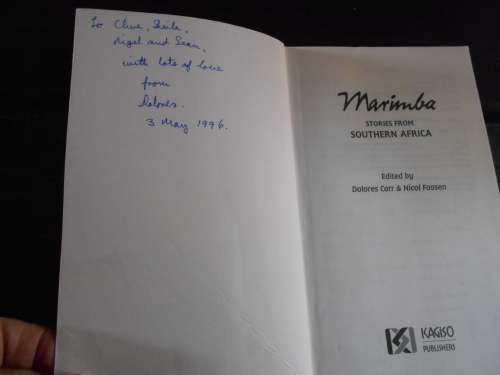 To Clive, Sheila,
Nigel and Sean,
with lots of love
from
Dolores.
3 May 1996.
Marimba
STORIES FROM
SOUTHERN AFRICA
Edited by
Dolores Carr & Nicol Faasen
KAGISO
PUBLISHERS